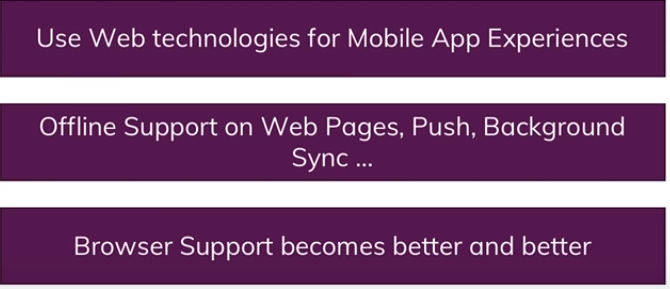 Use Web technologies for Mobile App Experiences
Offline Support on Web Pages, Push, Background
Sync ...
Browser Support becomes better and better